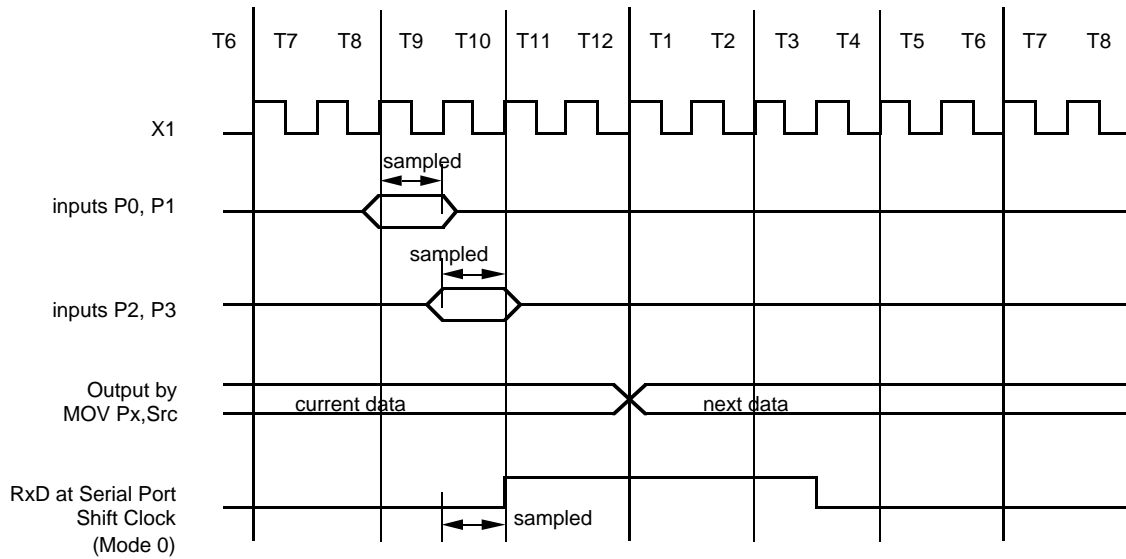 T6 T7 T8 T9 T10 T11 T12 T1 T2 T3 T4 T5 T6 T7 T8
X1
sampled
inputs P0, P1
sampled
inputs P2, P3
Output by
MOV Px,Src
current data
next data
RxD at Serial Port
Shift Clock
(Mode 0)
sampled